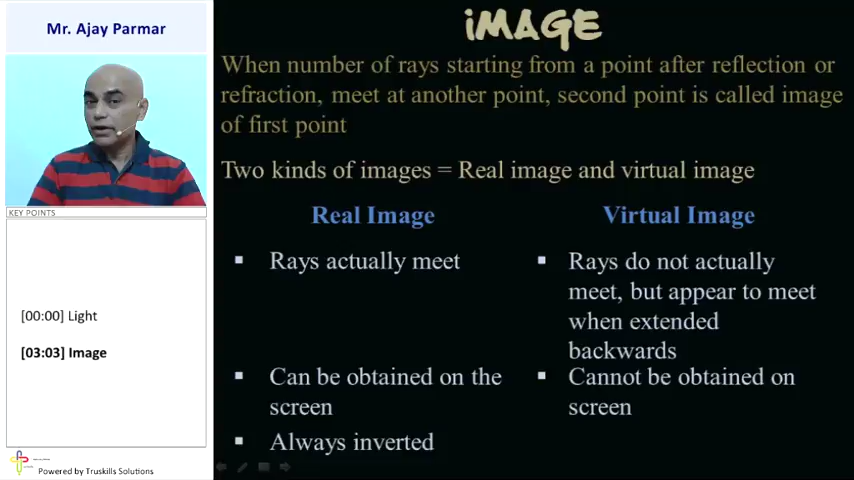 Mr. Ajay Parmar
KEY POINTS
[00:00] Light
[03:03] Image
Powered by Truskills Solutions
iMAGE
When number of rays starting from a point after reflection or
refraction, meet at another point, second point is called image
of first point
Two kinds of images = Real image and virtual image
Real Image
▪ Rays actually meet
▪ Can be obtained on the
screen
▪ Always inverted
Virtual Image
▪ Rays do not actually
meet, but appear to meet
when extended
backwards
▪ Cannot be obtained on
screen